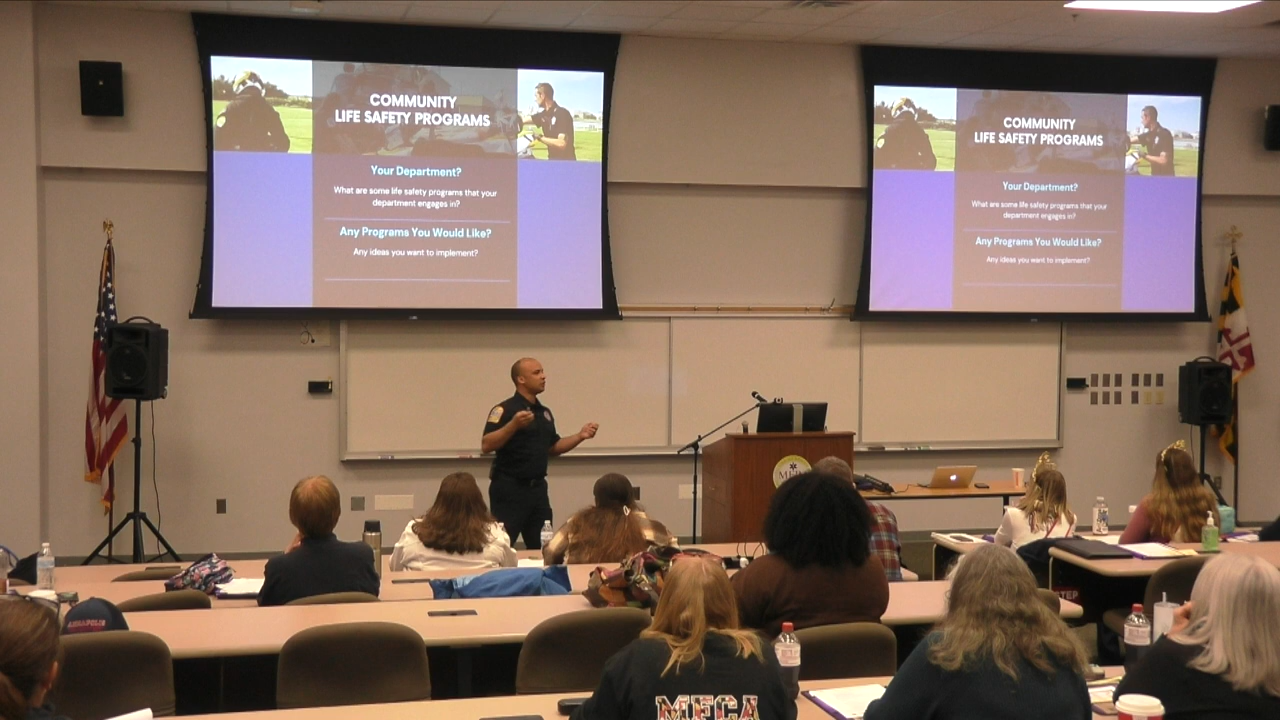 COMMUNITY
LIFE SAFETY PROGRAMS
Your Department?
What are some life safety programs that your
department engages in?
Any Programs You Would Like?
Any ideas you want to implement?
COMMUNITY
LIFE SAFETY PROGRAMS
Your Department?
What are some life safety programs that your
department engages in?
Any Programs You Would Like?
Any ideas you want to implement?
STEP
MFCA